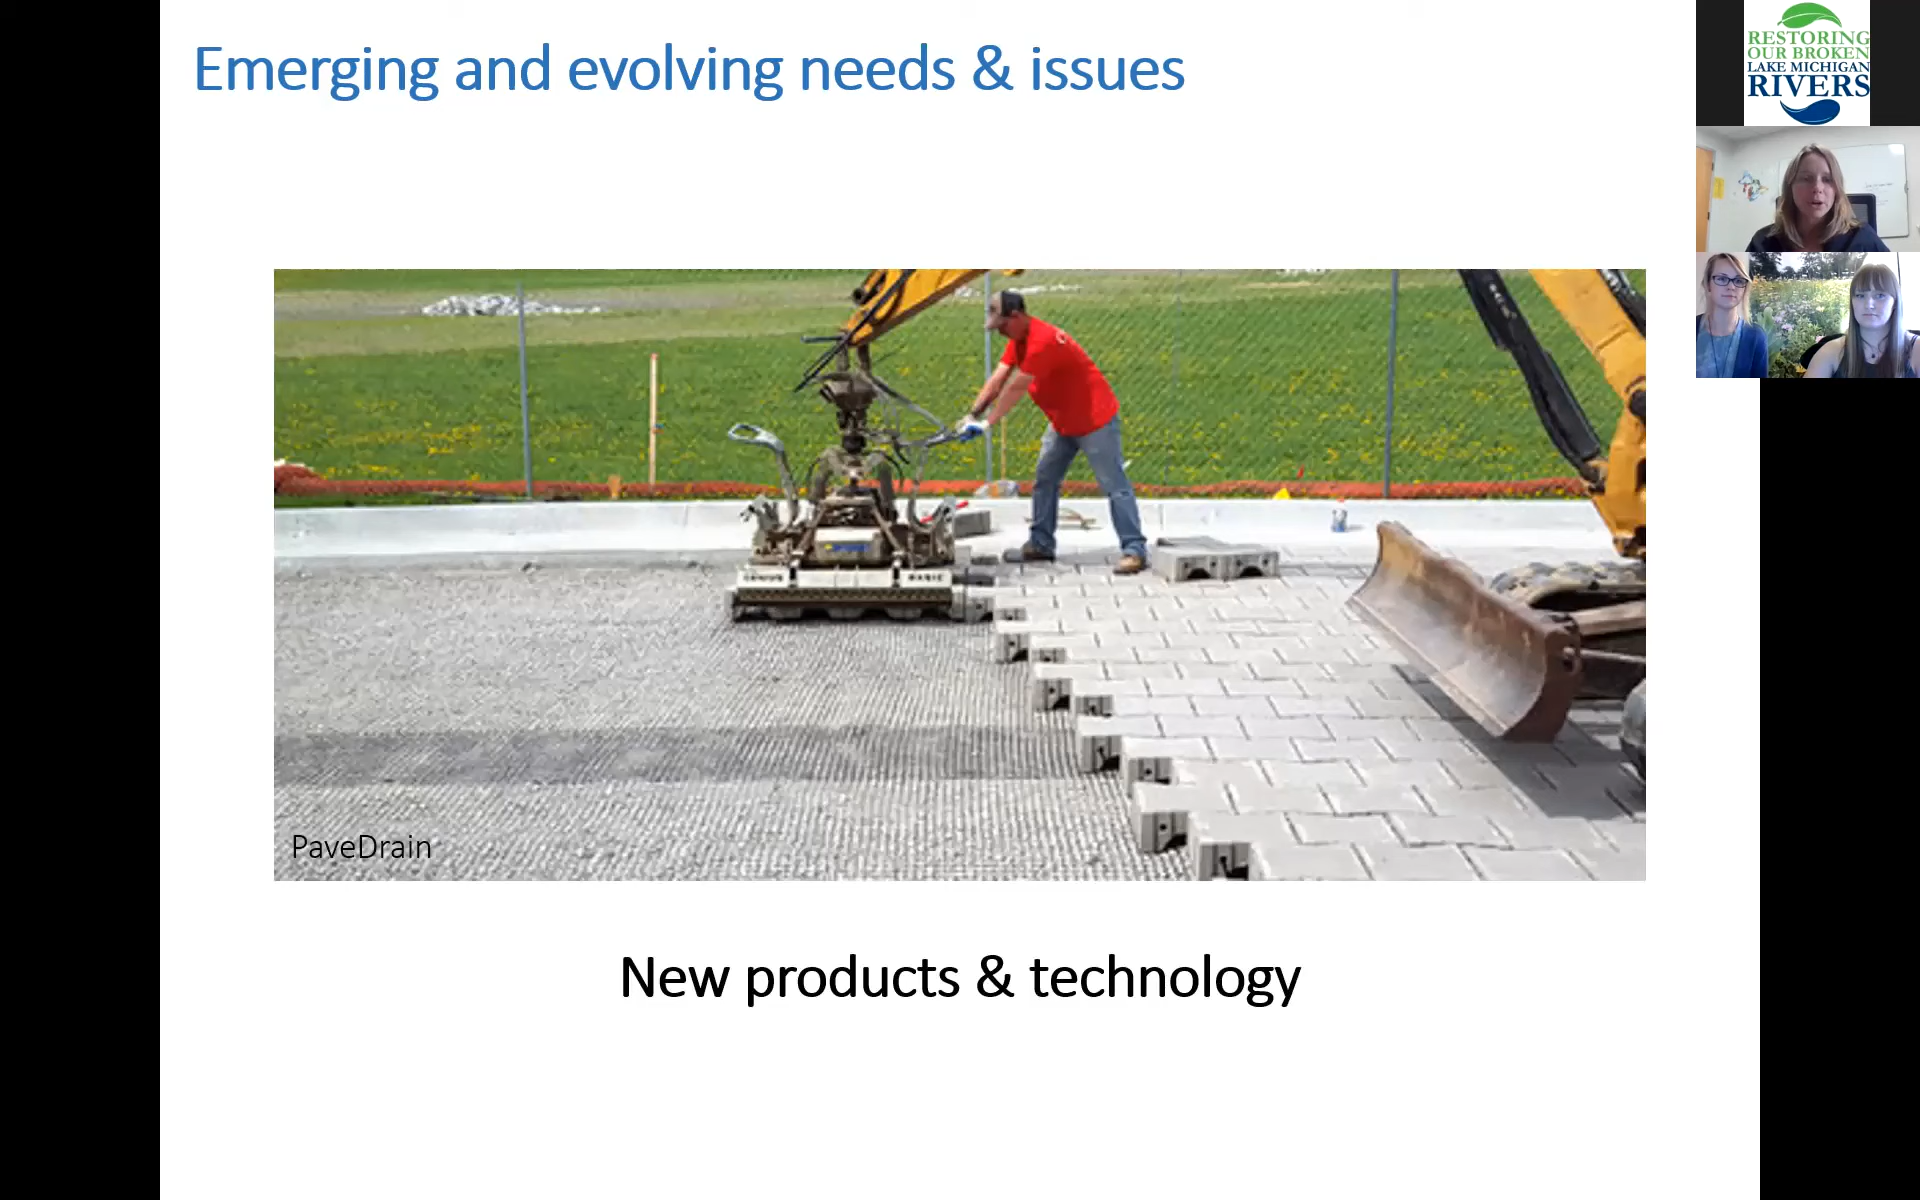 Emerging and evolving needs & issues
RESTORING
OUR BROKEN
LAKE MICHIGAN
RIVERS
PaveDrain
New products & technology